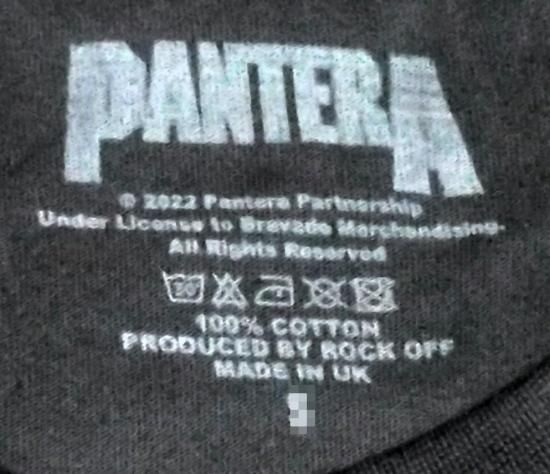 PANTERA
© 2022 Pantera Partnership
Under License to Bravado Merchandising.
All Rights Reserved
30°
100% COTTON
PRODUCED BY ROCK OFF
MADE IN UK